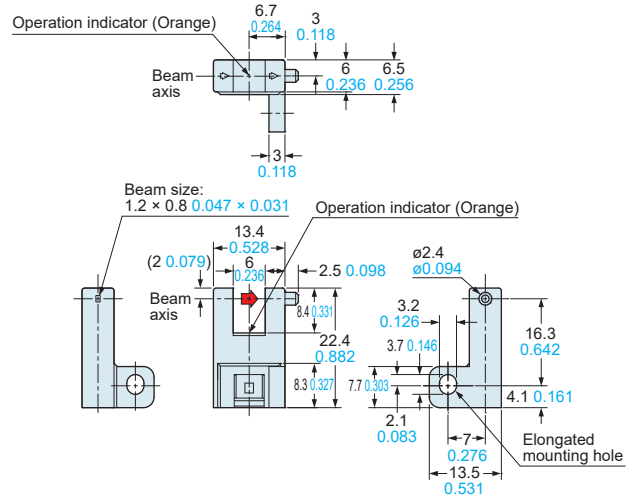 Operation indicator (Orange)
6.7
0.264
3
0.118
Beam
axis
6
0.236
6.5
0.256
3
0.118
Beam size:
1.2 × 0.8 0.047 × 0.031
Operation indicator (Orange)
13.4
0.528
(2 0.079)
6
0.236
2.5 0.098
Beam
axis
8.4 0.331
22.4
0.882
8.3 0.327
ø2.4
ø0.094
3.2
0.126
3.7 0.146
7.7 0.303
16.3
0.642
4.1 0.161
2.1
0.083
7
0.276
13.5
0.531
Elongated
mounting hole